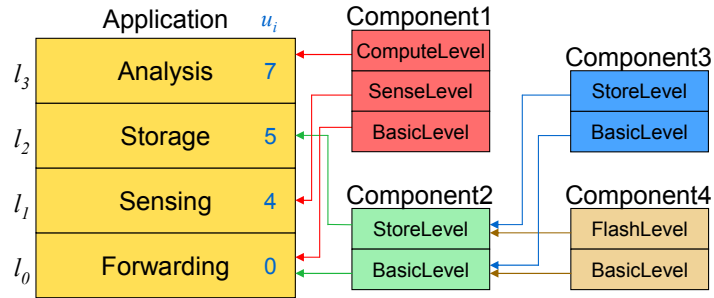 Application u_i
l_3 Analysis 7
l_2 Storage 5
l_1 Sensing 4
l_0 Forwarding 0
Component1
ComputeLevel
SenseLevel
BasicLevel
Component2
StoreLevel
BasicLevel
Component3
StoreLevel
BasicLevel
Component4
FlashLevel
BasicLevel